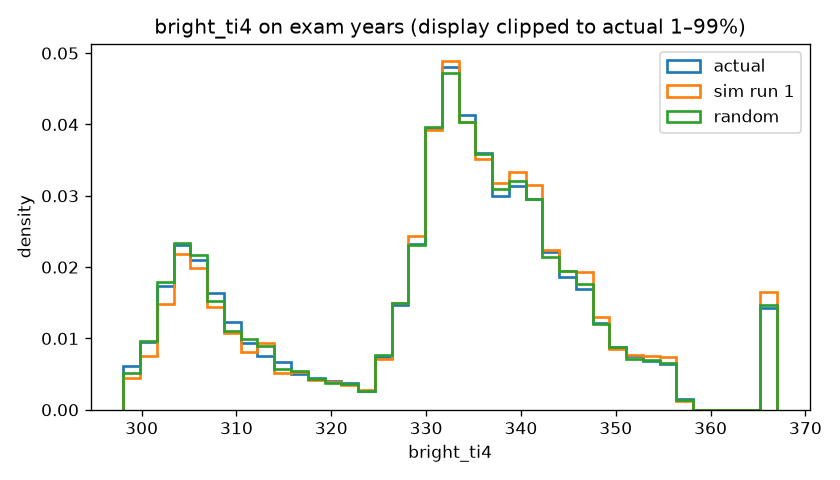 bright_ti4 on exam years (display clipped to actual 1–99%)
0.05
0.04
0.03
0.02
0.01
0.00
density
actual
sim run 1
random
300 310 320 330 340 350 360 370
bright_ti4